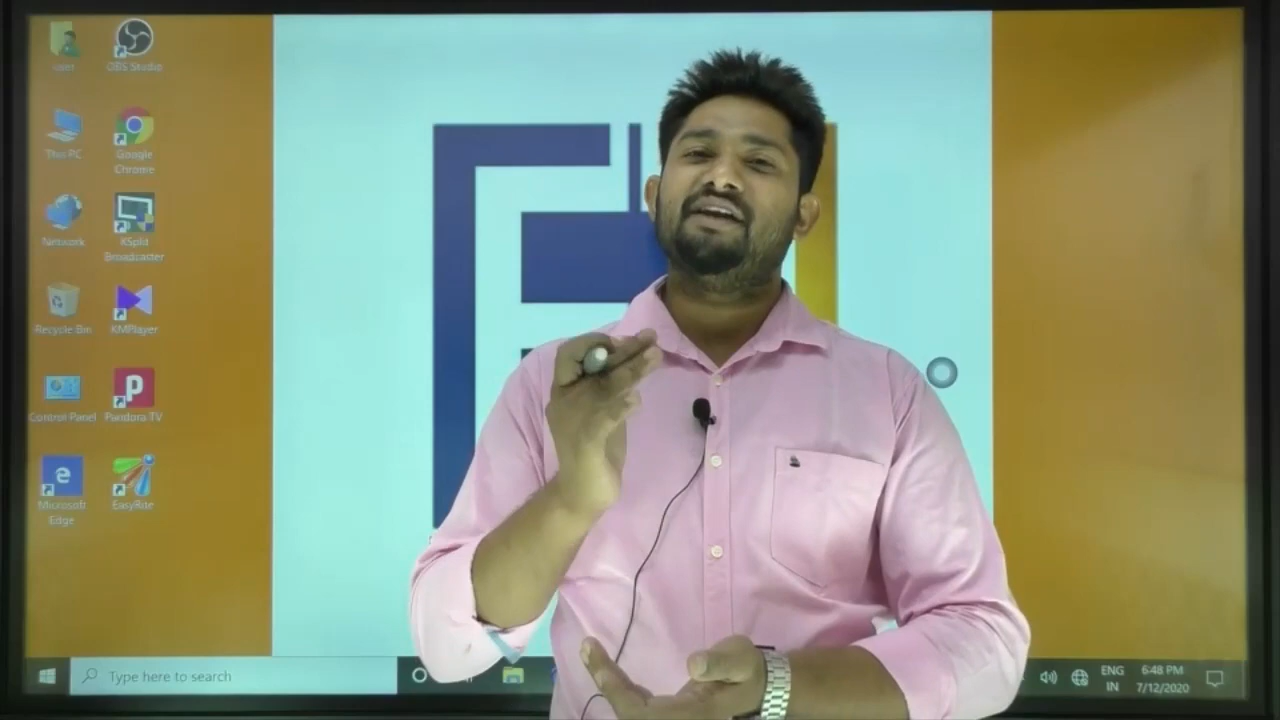 user
OBS Studio
This PC
Google
Chrome
Network
XSplit
Broadcaster
Recycle Bin
KMPlayer
Control Panel
Pandora TV
Microsoft
Edge
EasyRite
Type here to search
ENG
IN
6:48 PM
7/12/2020